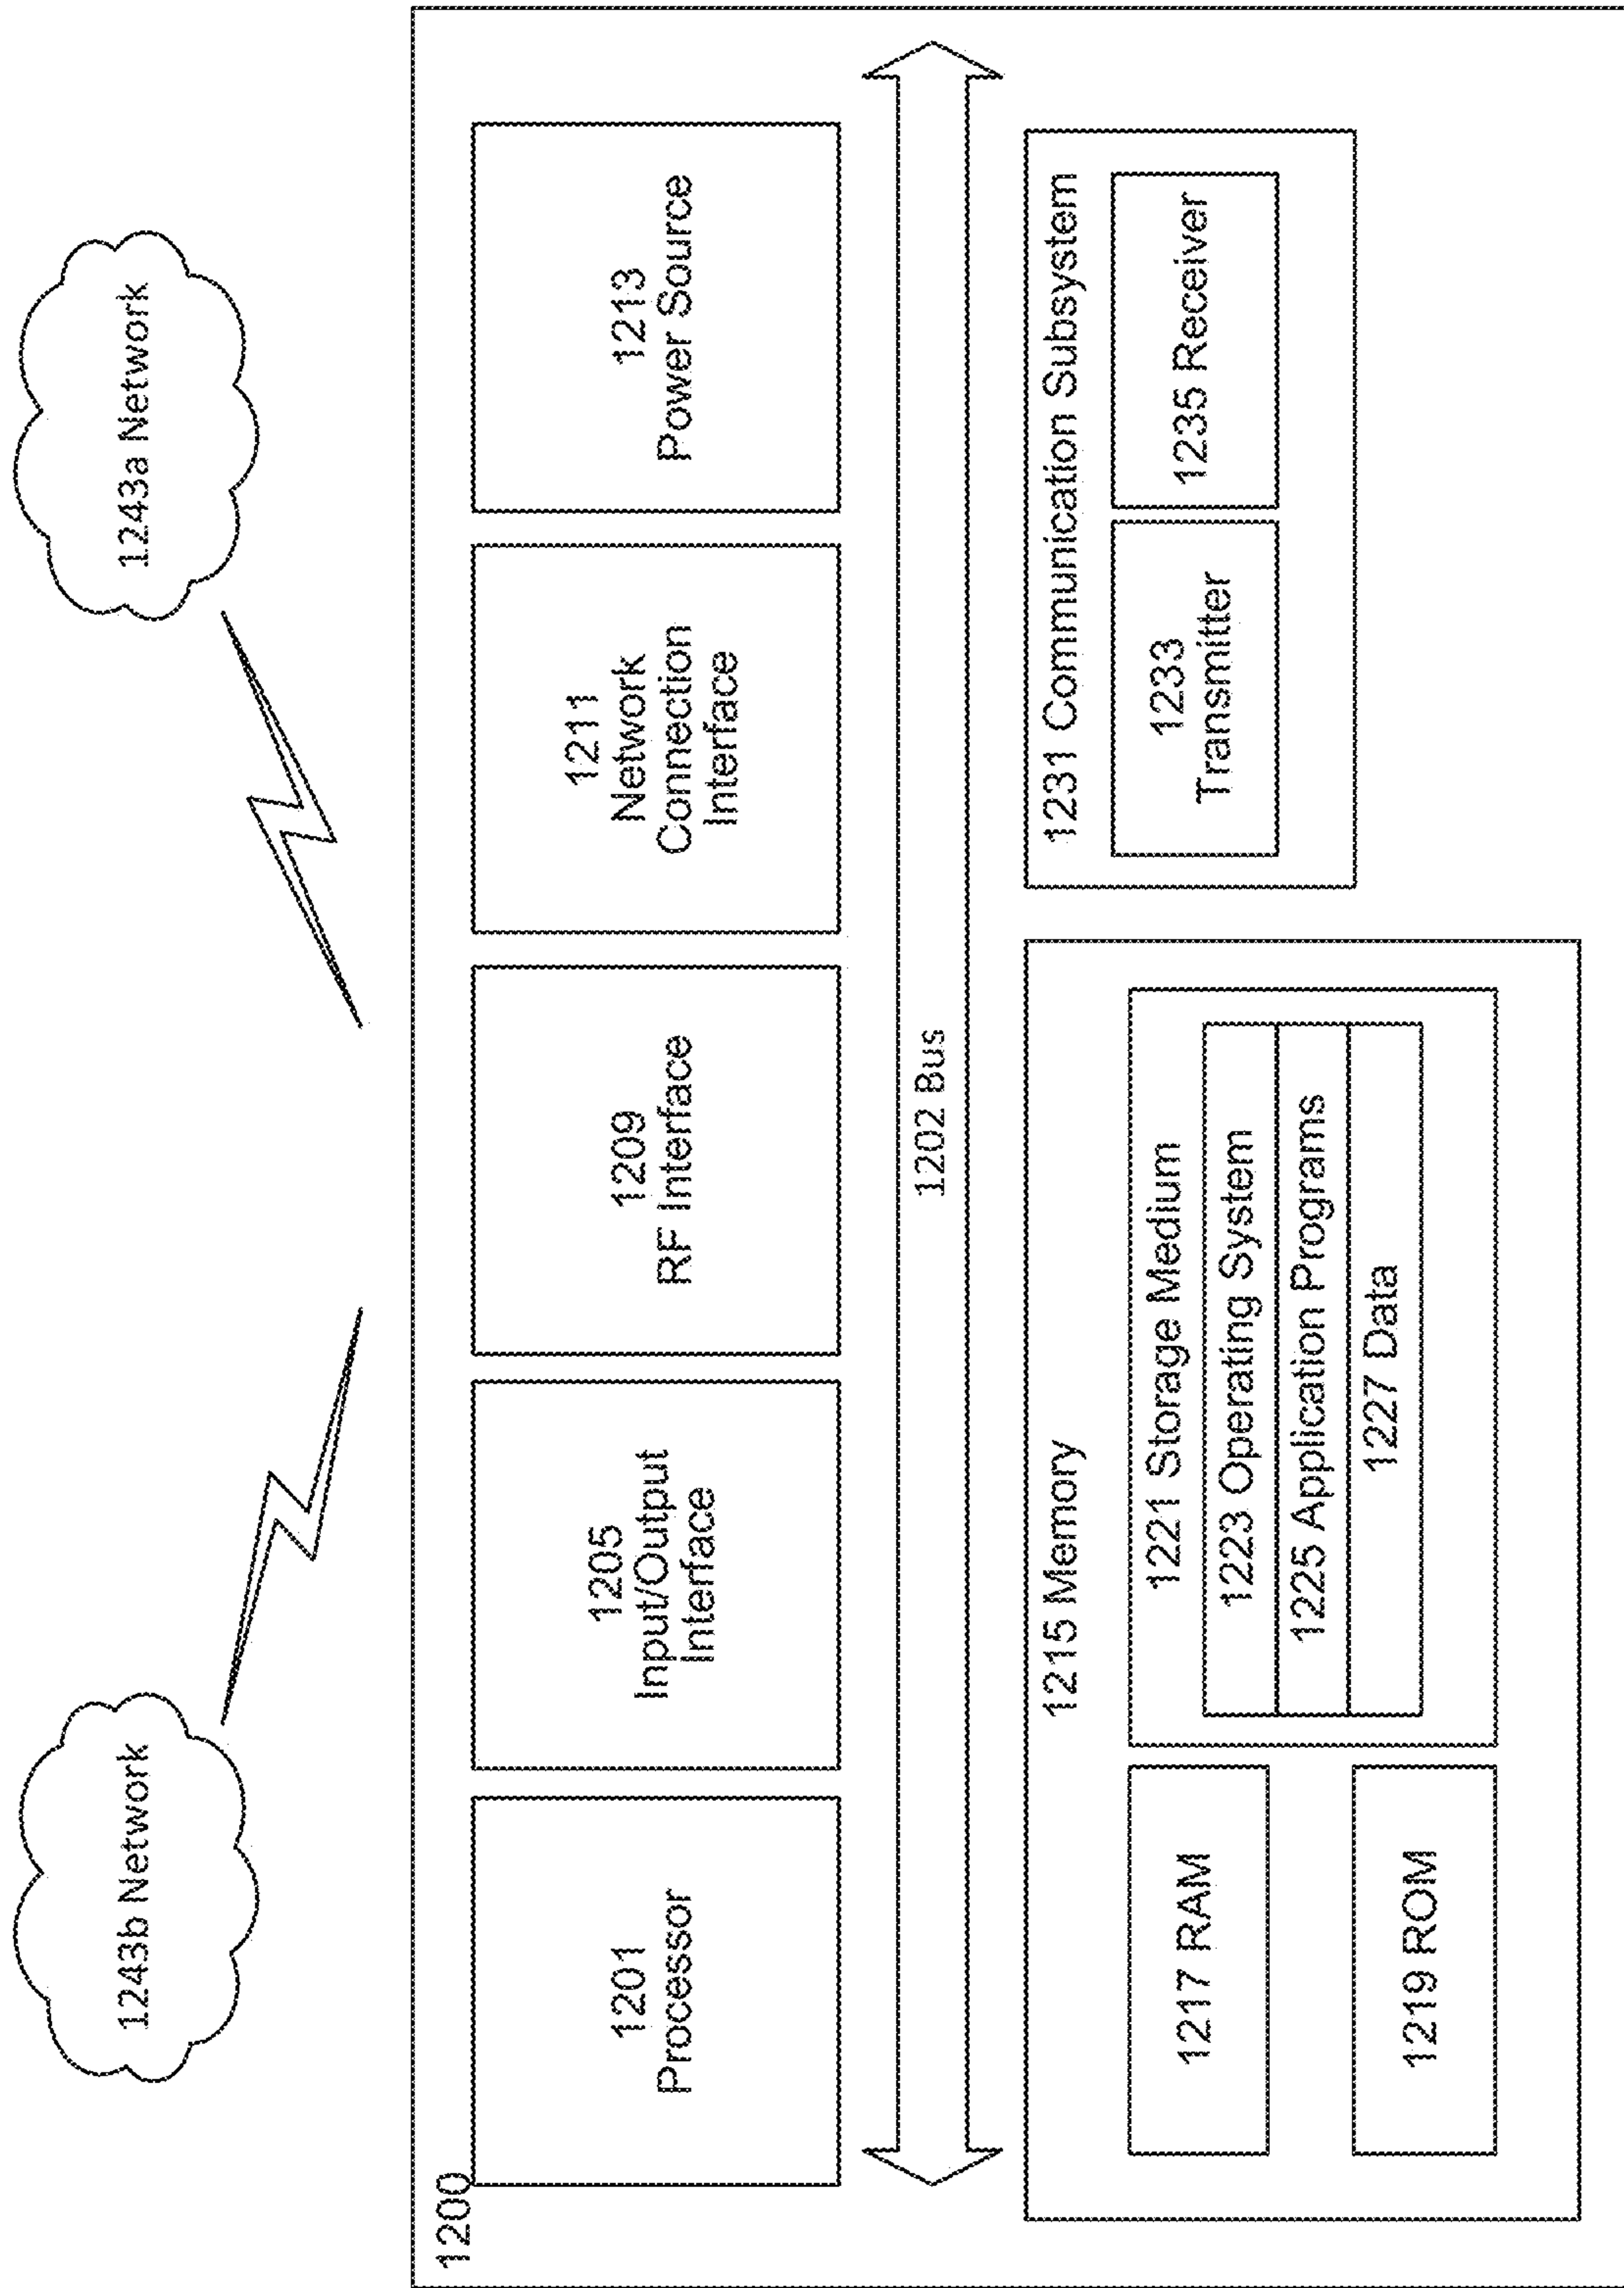 1243b Network
1243a Network
1200
1201
Processor
1205
Input/Output
Interface
1209
RF Interface
1211
Network
Connection
Interface
1213
Power Source
1202 Bus
1215 Memory
1217 RAM
1219 ROM
1221 Storage Medium
1223 Operating System
1225 Application Programs
1227 Data
1231 Communication Subsystem
1233
Transmitter
1235 Receiver